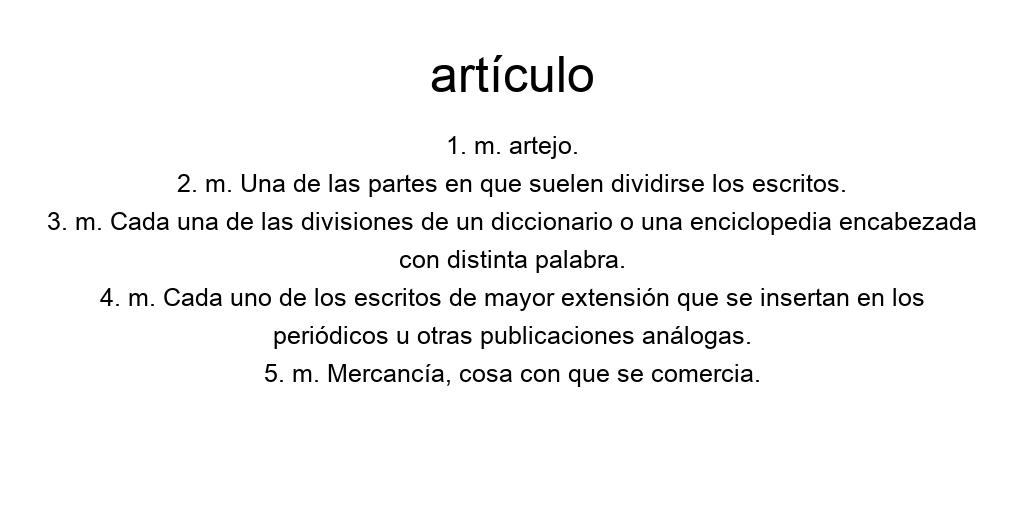 artículo
1. m. artejo.
2. m. Una de las partes en que suelen dividirse los escritos.
3. m. Cada una de las divisiones de un diccionario o una enciclopedia encabezada
con distinta palabra.
4. m. Cada uno de los escritos de mayor extensión que se insertan en los
periódicos u otras publicaciones análogas.
5. m. Mercancía, cosa con que se comercia.